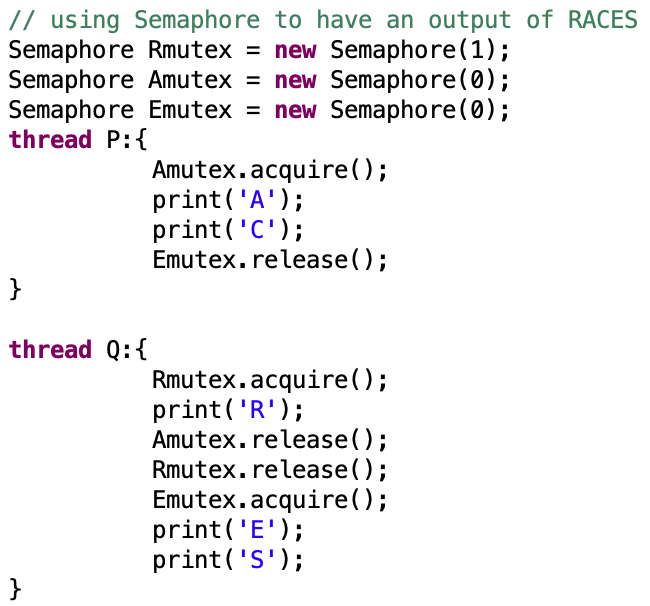 // using Semaphore to have an output of RACES
Semaphore Rmutex = new Semaphore(1);
Semaphore Amutex = new Semaphore(0);
Semaphore Emutex = new Semaphore(0);
thread P:{
Amutex.acquire();
print('A');
print('C');
Emutex.release();
}
thread Q:{
Rmutex.acquire();
print('R');
Amutex.release();
Rmutex.release();
Emutex.acquire();
print('E');
print('S');
}